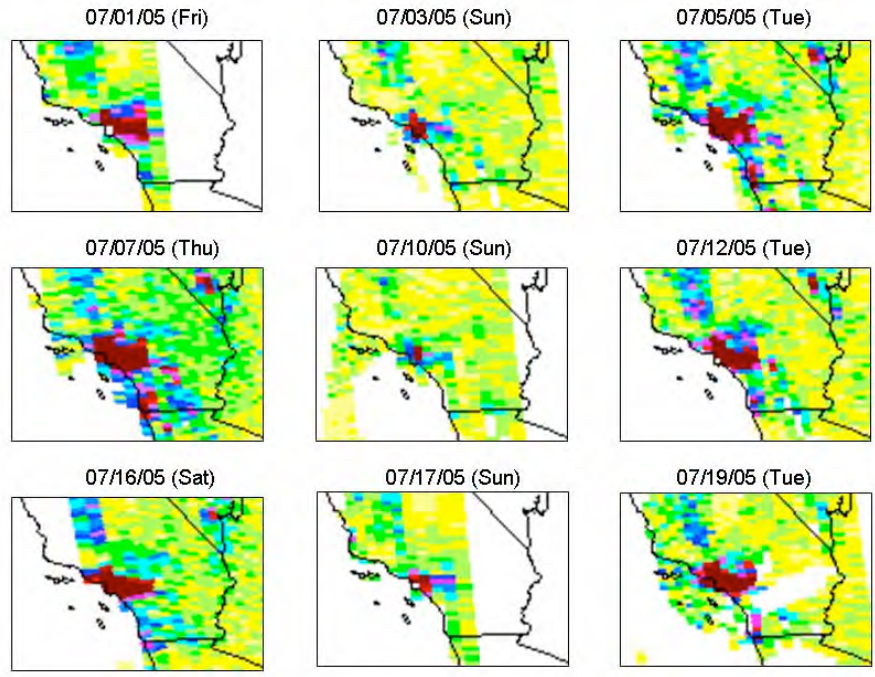 07/01/05 (Fri)
07/03/05 (Sun)
07/05/05 (Tue)
07/07/05 (Thu)
07/10/05 (Sun)
07/12/05 (Tue)
07/16/05 (Sat)
07/17/05 (Sun)
07/19/05 (Tue)